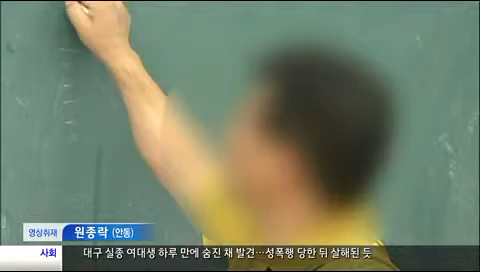 영상취재 원종락 (안동)
사회 대구 실종 여대생 하루 만에 숨진 채 발견…성폭행 당한 뒤 살해된 듯